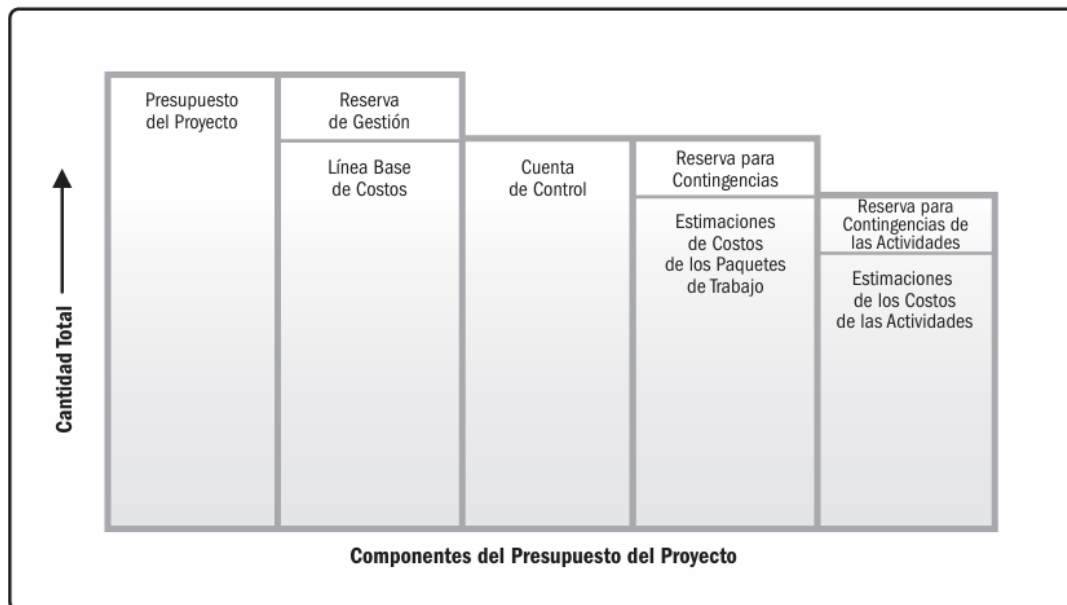 Presupuesto
del Proyecto
Reserva
de Gestión
Línea Base
de Costos
Cuenta
de Control
Reserva para
Contingencias
Estimaciones
de Costos
de los Paquetes
de Trabajo
Reserva para
Contingencias de
las Actividades
Estimaciones
de los Costos
de las Actividades
Cantidad Total
Componentes del Presupuesto del Proyecto